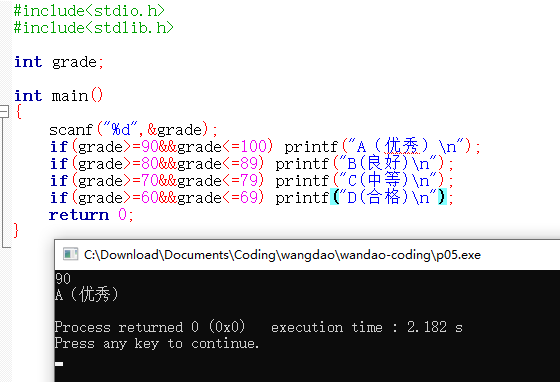 #include<stdio.h>
#include<stdlib.h>
int grade;
int main()
{
scanf("%d",&grade);
if(grade>=90&&grade<=100) printf("A（优秀）\n");
if(grade>=80&&grade<=89) printf("B(良好)\n");
if(grade>=70&&grade<=79) printf("C(中等)\n");
if(grade>=60&&grade<=69) printf("D(合格)\n");
return 0;
}
C:\Download\Documents\Coding\wangdao\wandao-coding\p05.exe
90
A（优秀）
Process returned 0 (0x0)   execution time : 2.182 s
Press any key to continue.